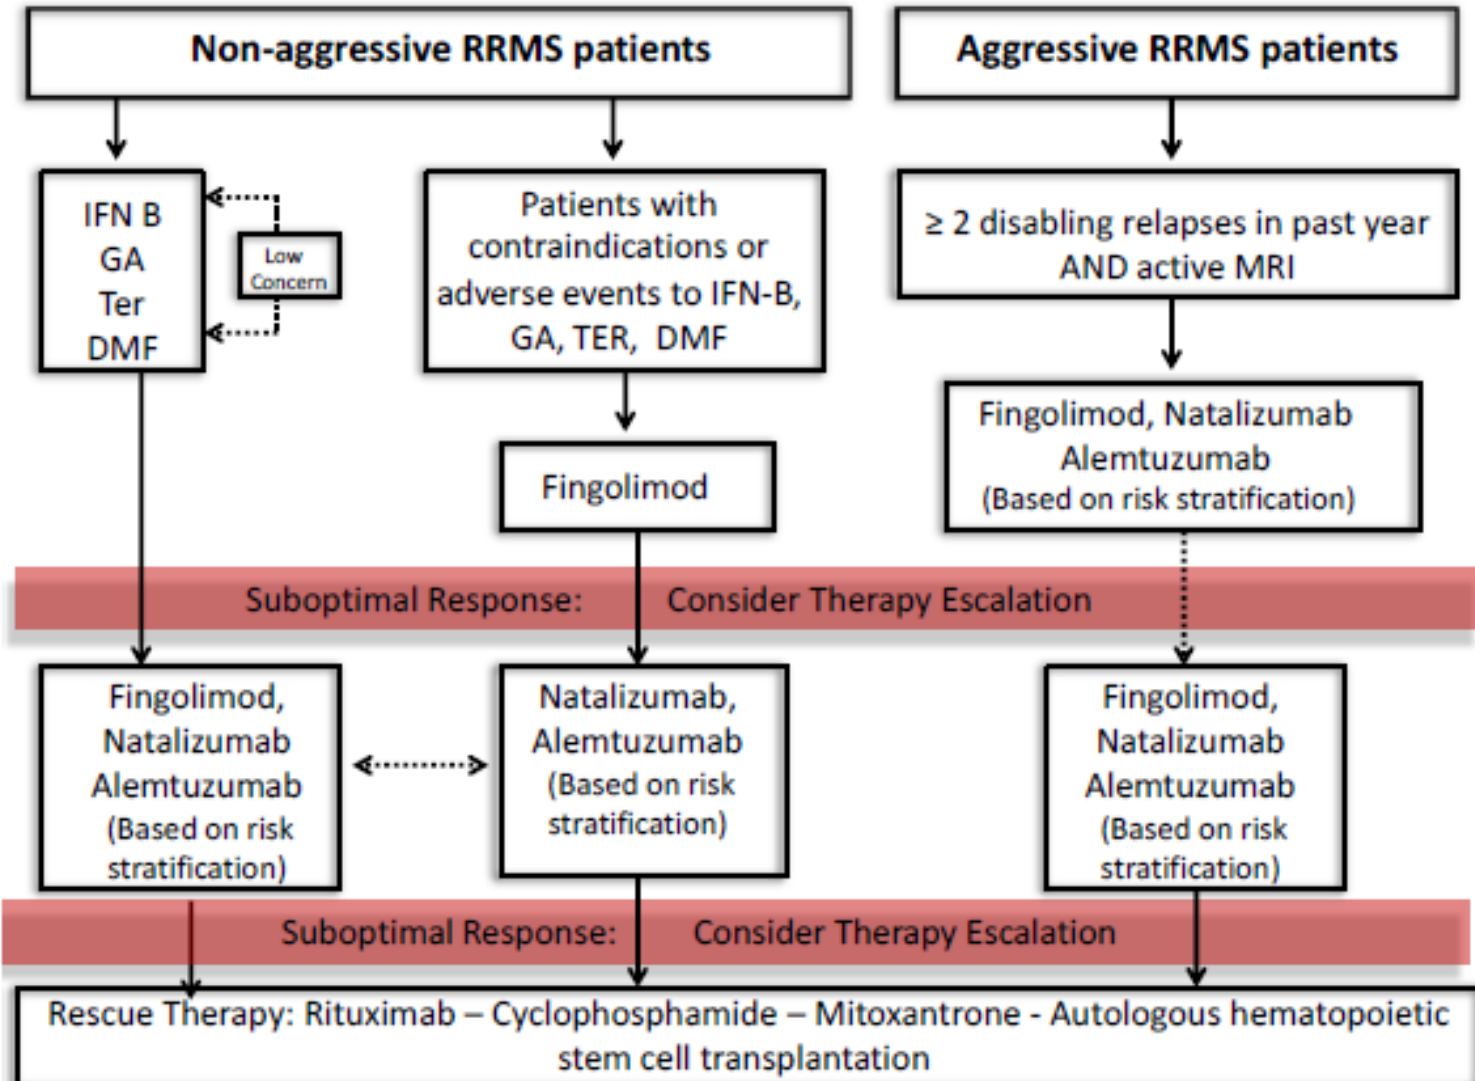 Non-aggressive RRMS patients
Aggressive RRMS patients
IFN B
GA
Ter
DMF
Low
Concern
Patients with
contraindications or
adverse events to IFN-B,
GA, TER, DMF
≥ 2 disabling relapses in past year
AND active MRI
Fingolimod
Fingolimod, Natalizumab
Alemtuzumab
(Based on risk stratification)
Suboptimal Response: Consider Therapy Escalation
Fingolimod,
Natalizumab
Alemtuzumab
(Based on risk
stratification)
Natalizumab,
Alemtuzumab
(Based on risk
stratification)
Fingolimod,
Natalizumab
Alemtuzumab
(Based on risk
stratification)
Suboptimal Response: Consider Therapy Escalation
Rescue Therapy: Rituximab – Cyclophosphamide – Mitoxantrone - Autologous hematopoietic
stem cell transplantation